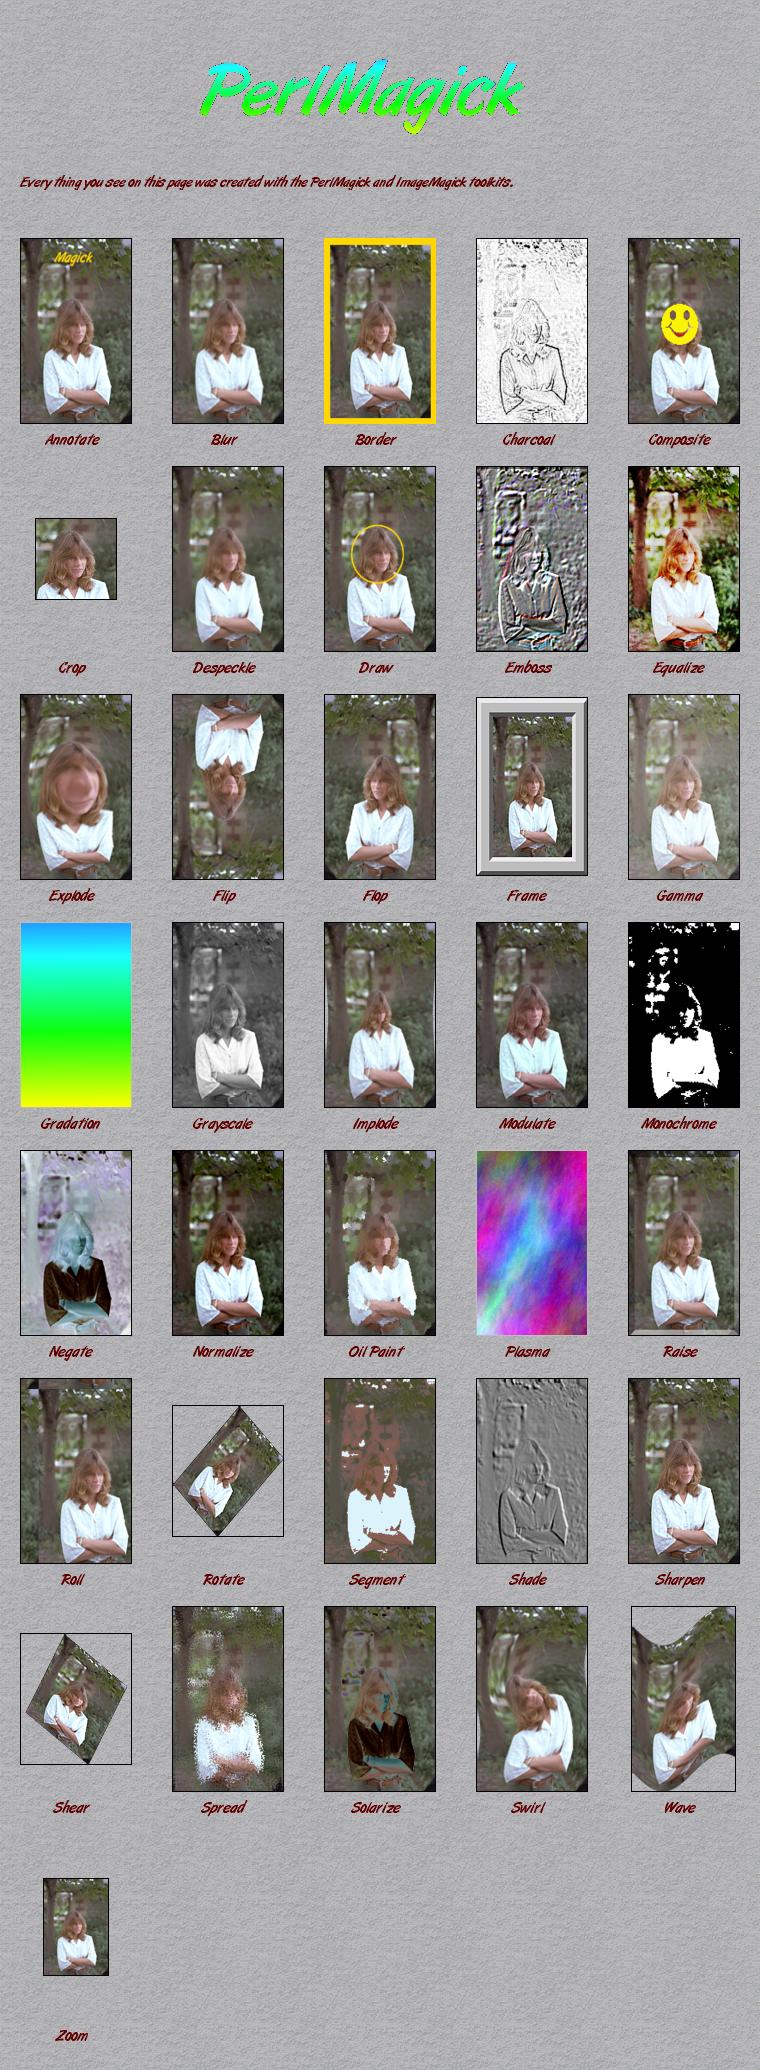 PerlMagick
Every thing you see on this page was created with the PerlMagick and ImageMagick toolkits.
Magick
Annotate Blur Border Charcoal Composite
Crop Despeckle Draw Emboss Equalize
Explode Flip Flop Frame Gamma
Gradation Grayscale Implode Modulate Monochrome
Negate Normalize Oil Paint Plasma Raise
Roll Rotate Segment Shade Sharpen
Shear Spread Solarize Swirl Wave
Zoom